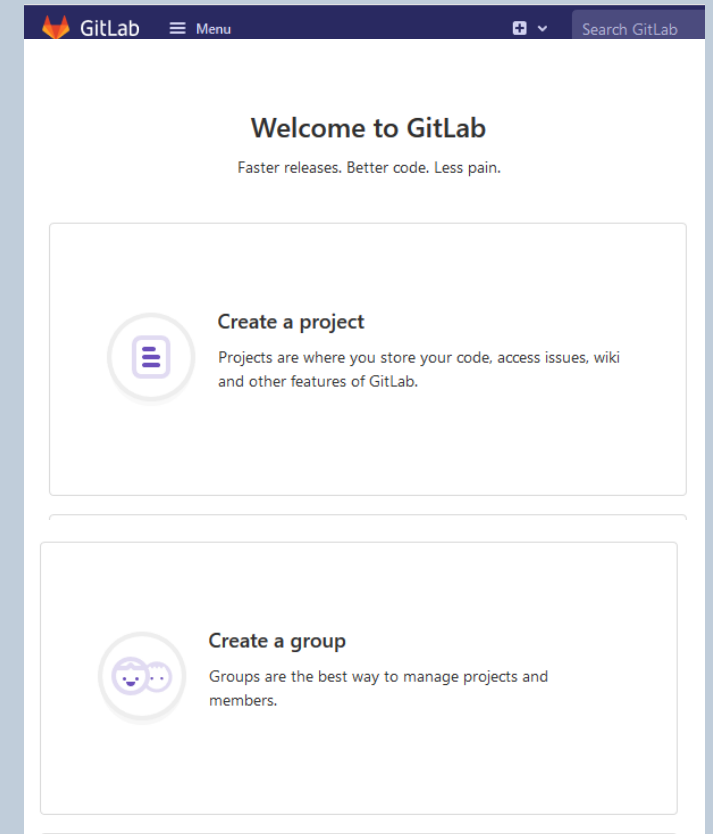 GitLab Menu Search GitLab
Welcome to GitLab
Faster releases. Better code. Less pain.
Create a project
Projects are where you store your code, access issues, wiki
and other features of GitLab.
Create a group
Groups are the best way to manage projects and
members.